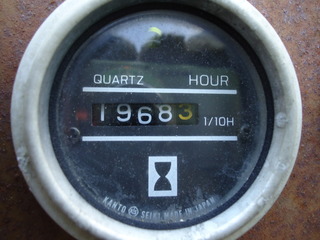 QUARTZ HOUR
19683 1/10H
KANTO SEIKI MADE IN JAPAN